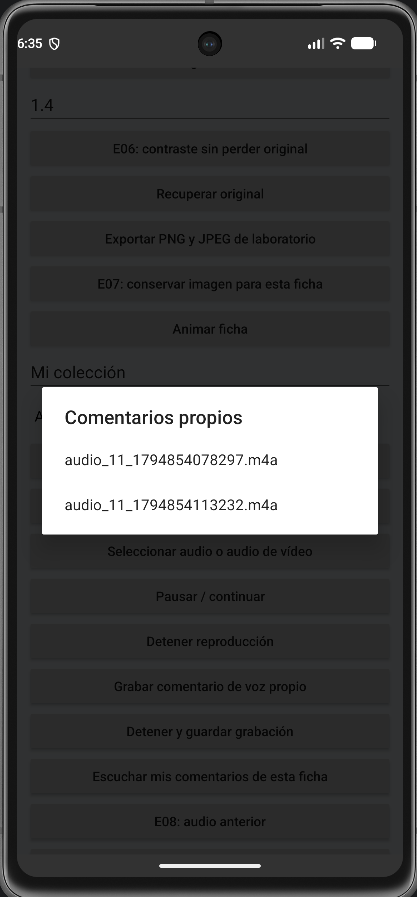 6:35
1.4
E06: contraste sin perder original
Recuperar original
Exportar PNG y JPEG de laboratorio
E07: conservar imagen para esta ficha
Animar ficha
Mi colección
A
Comentarios propios
audio_11_1794854078297.m4a
audio_11_1794854113232.m4a
Seleccionar audio o audio de vídeo
Pausar / continuar
Detener reproducción
Grabar comentario de voz propio
Detener y guardar grabación
Escuchar mis comentarios de esta ficha
E08: audio anterior